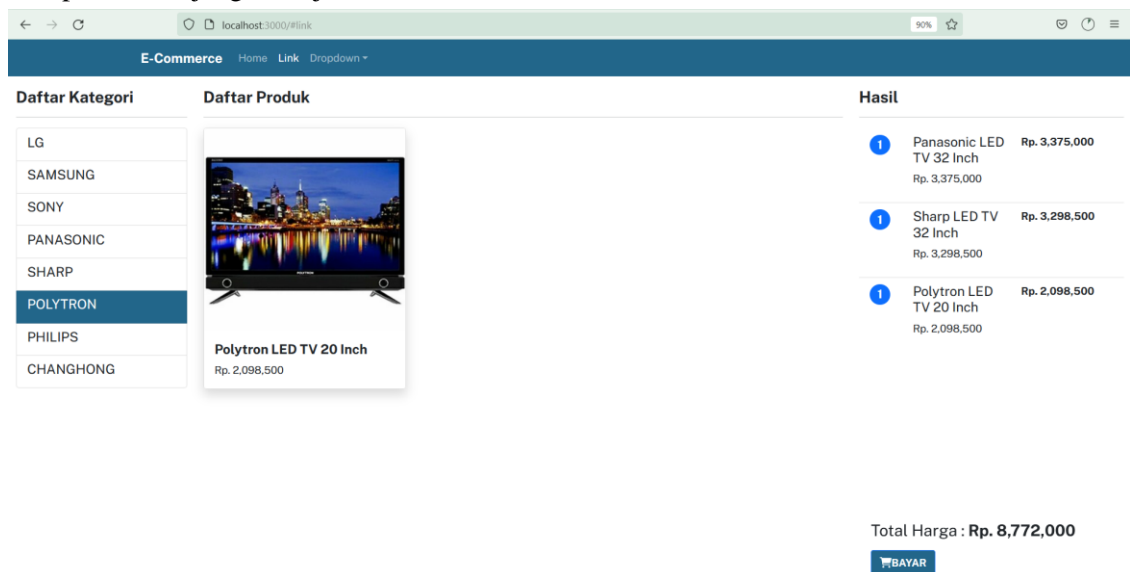 localhost:3000/#link
90%
E-Commerce Home Link Dropdown
Daftar Kategori
LG
SAMSUNG
SONY
PANASONIC
SHARP
POLYTRON
PHILIPS
CHANGHONG
Daftar Produk
Polytron LED TV 20 Inch
Rp. 2,098,500
Hasil
1 Panasonic LED Rp. 3,375,000
TV 32 Inch
Rp. 3,375,000
1 Sharp LED TV Rp. 3,298,500
32 Inch
Rp. 3,298,500
1 Polytron LED Rp. 2,098,500
TV 20 Inch
Rp. 2,098,500
Total Harga : Rp. 8,772,000
BAYAR